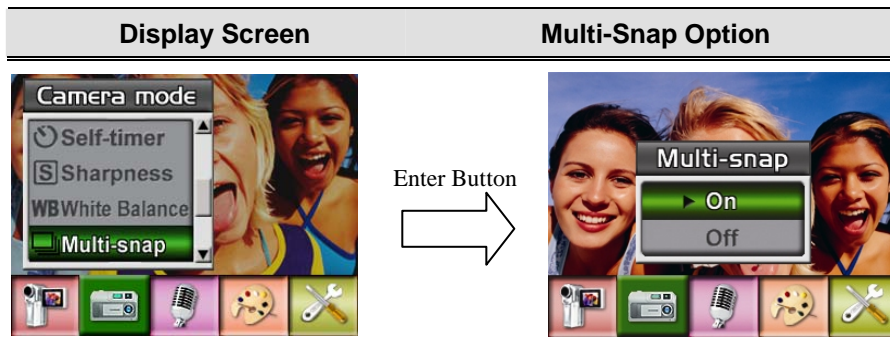 Display Screen
Multi-Snap Option
Camera mode
Self-timer
S Sharpness
WB White Balance
Multi-snap
Enter Button
Multi-snap
On
Off